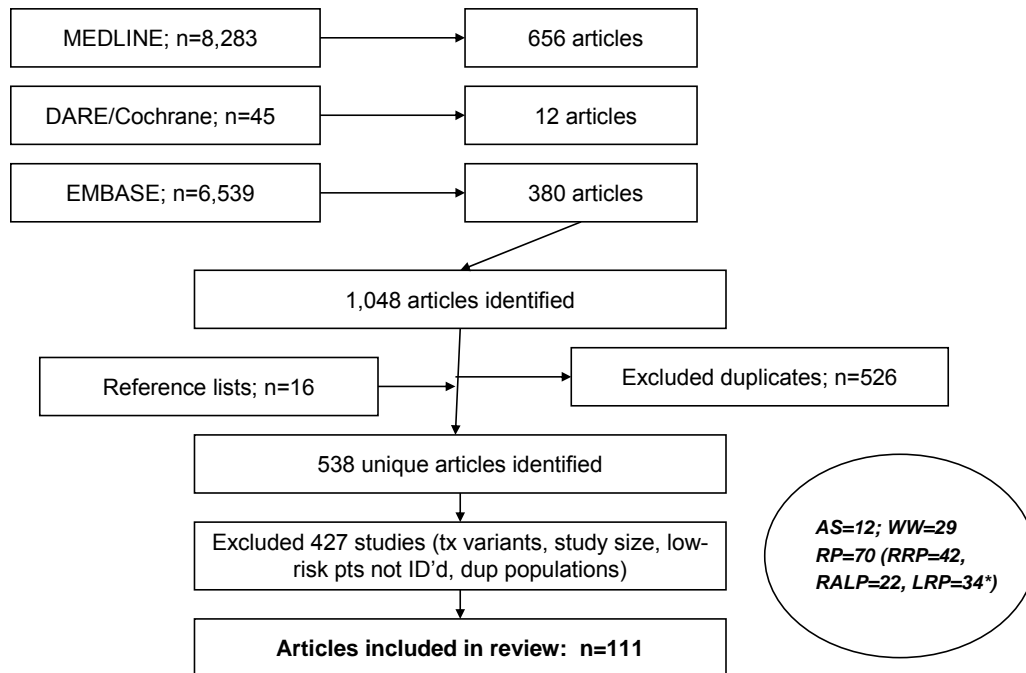 MEDLINE; n=8,283
656 articles
DARE/Cochrane; n=45
12 articles
EMBASE; n=6,539
380 articles
1,048 articles identified
Reference lists; n=16
Excluded duplicates; n=526
538 unique articles identified
Excluded 427 studies (tx variants, study size, low-
risk pts not ID'd, dup populations)
AS=12; WW=29
RP=70 (RRP=42,
RALP=22, LRP=34*)
Articles included in review: n=111